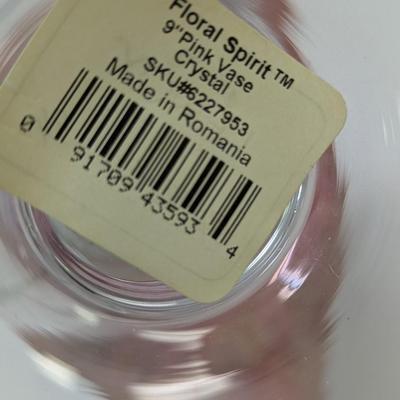 Floral Spirit™
9"Pink Vase
Crystal
SKU#6227953
Made in Romania
0 91709 43593 4